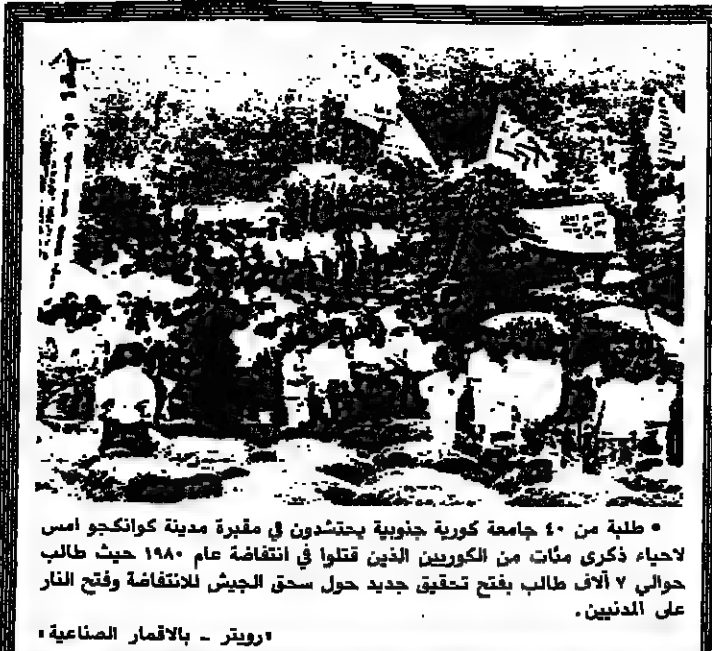 • طلبة من ٤٠ جامعة كورية جنوبية يحتشدون في مقبرة مدينة كوانكجو امس
لاحياء ذكرى مئات من الكوريين الذين قتلوا في انتفاضة عام ١٩٨٠ حيث طالب
حوالي ٧ آلاف طالب بفتح تحقيق جديد حول سحق الجيش للانتفاضة وفتح النار
على المدنيين.
«رويتر ـ بالاقمار الصناعية»